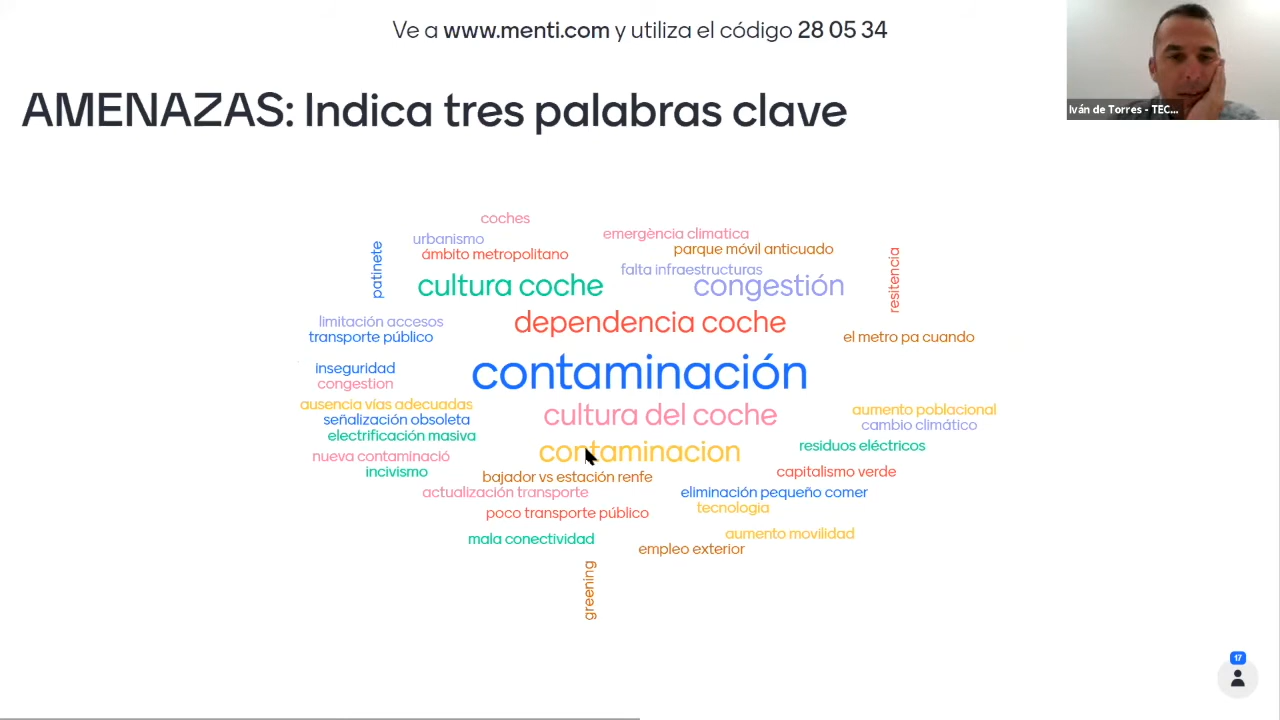 Ve a www.menti.com y utiliza el código 28 05 34
Iván de Torres - TEC...
AMENAZAS: Indica tres palabras clave
coches
emergència climatica
urbanismo
parque móvil anticuado
ámbito metropolitano
patinete
falta infraestructuras
resitencia
cultura coche
congestión
limitación accesos
dependencia coche
transporte público
el metro pa cuando
inseguridad
contaminación
congestion
ausencia vías adecuadas
cultura del coche
aumento poblacional
señalización obsoleta
cambio climático
electrificación masiva
residuos eléctricos
nueva contaminació
contaminacion
incivismo
capitalismo verde
bajador vs estación renfe
actualización transporte
eliminación pequeño comer
poco transporte público
tecnologia
mala conectividad
aumento movilidad
empleo exterior
greening
17